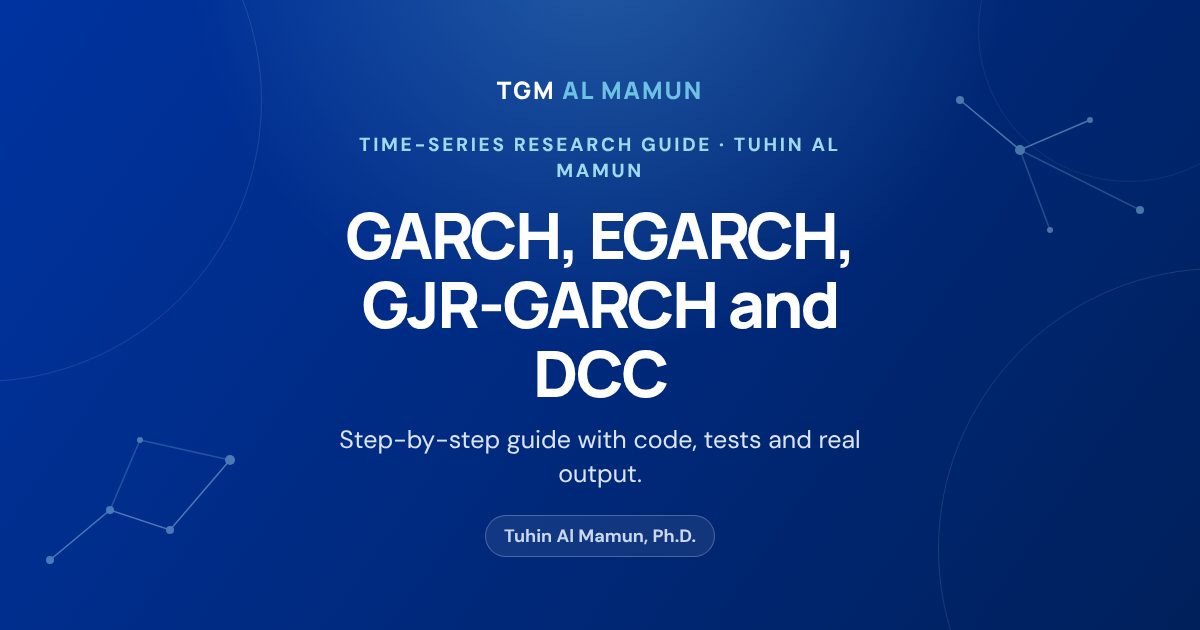 TGM AL MAMUN
TIME-SERIES RESEARCH GUIDE · TUHIN AL
MAMUN
GARCH, EGARCH,
GJR-GARCH and
DCC
Step-by-step guide with code, tests and real
output.
Tuhin Al Mamun, Ph.D.